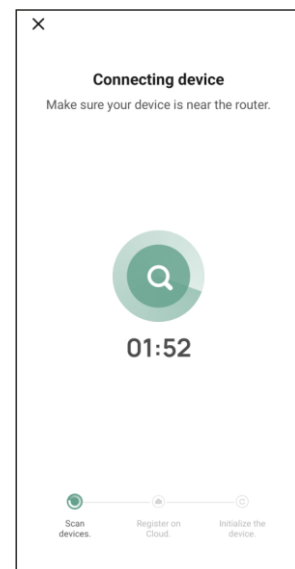 Connecting device
Make sure your device is near the router.
01:52
Scan
devices.
Register on
Cloud.
Initialize the
device.